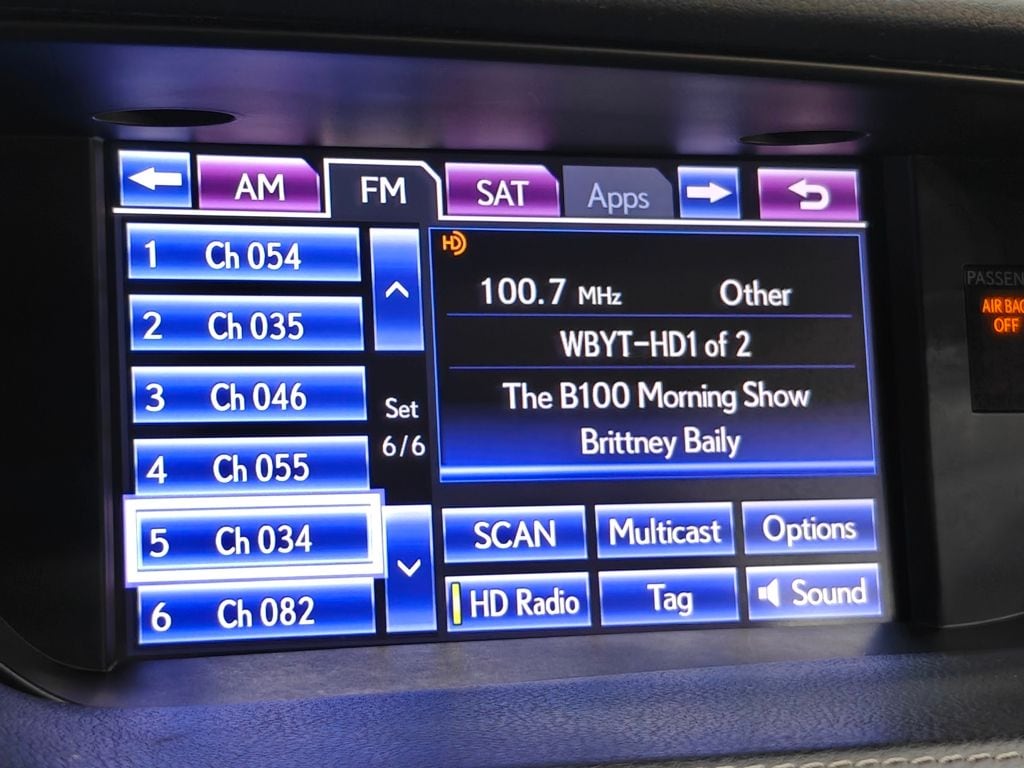 AM FM SAT Apps
1 Ch 054
2 Ch 035
3 Ch 046
4 Ch 055
5 Ch 034
6 Ch 082
Set
6/6
HD
100.7 MHz Other
WBYT-HD1 of 2
The B100 Morning Show
Brittney Baily
SCAN Multicast Options
HD Radio Tag Sound
PASSEN
AIR BAG
OFF